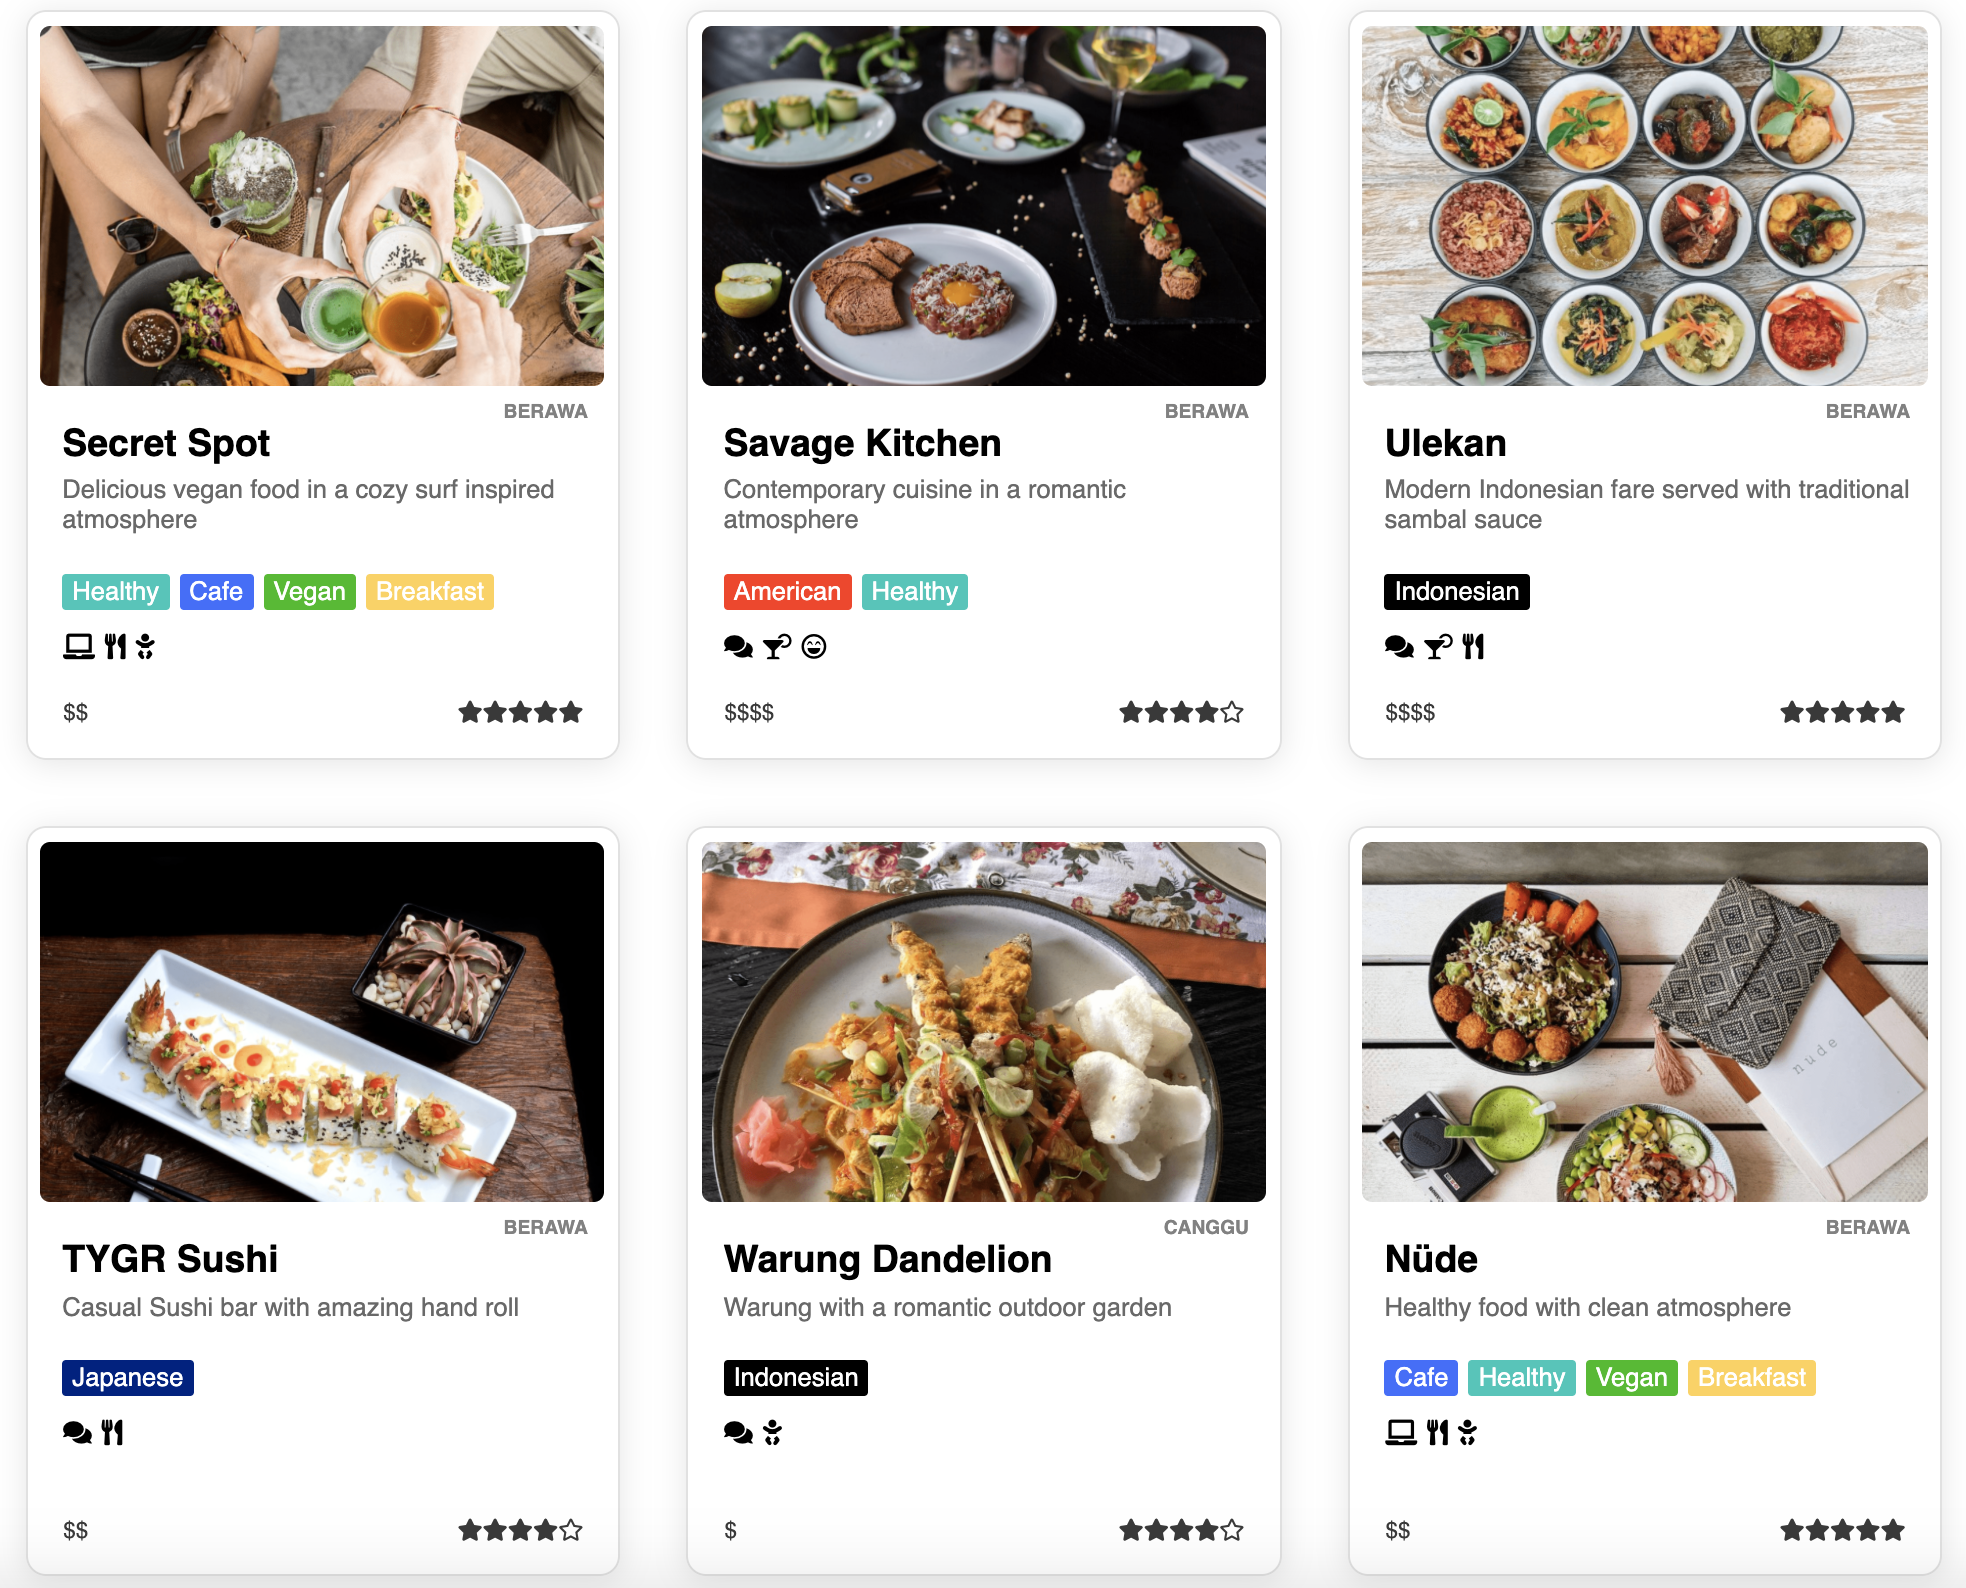 BERAWA
Secret Spot
Delicious vegan food in a cozy surf inspired
atmosphere
Healthy Cafe Vegan Breakfast
$$
BERAWA
Savage Kitchen
Contemporary cuisine in a romantic
atmosphere
American Healthy
$$$$
BERAWA
Ulekan
Modern Indonesian fare served with traditional
sambal sauce
Indonesian
$$$$
BERAWA
TYGR Sushi
Casual Sushi bar with amazing hand roll
Japanese
$$
CANGGU
Warung Dandelion
Warung with a romantic outdoor garden
Indonesian
$
nude
BERAWA
Nüde
Healthy food with clean atmosphere
Cafe Healthy Vegan Breakfast
$$